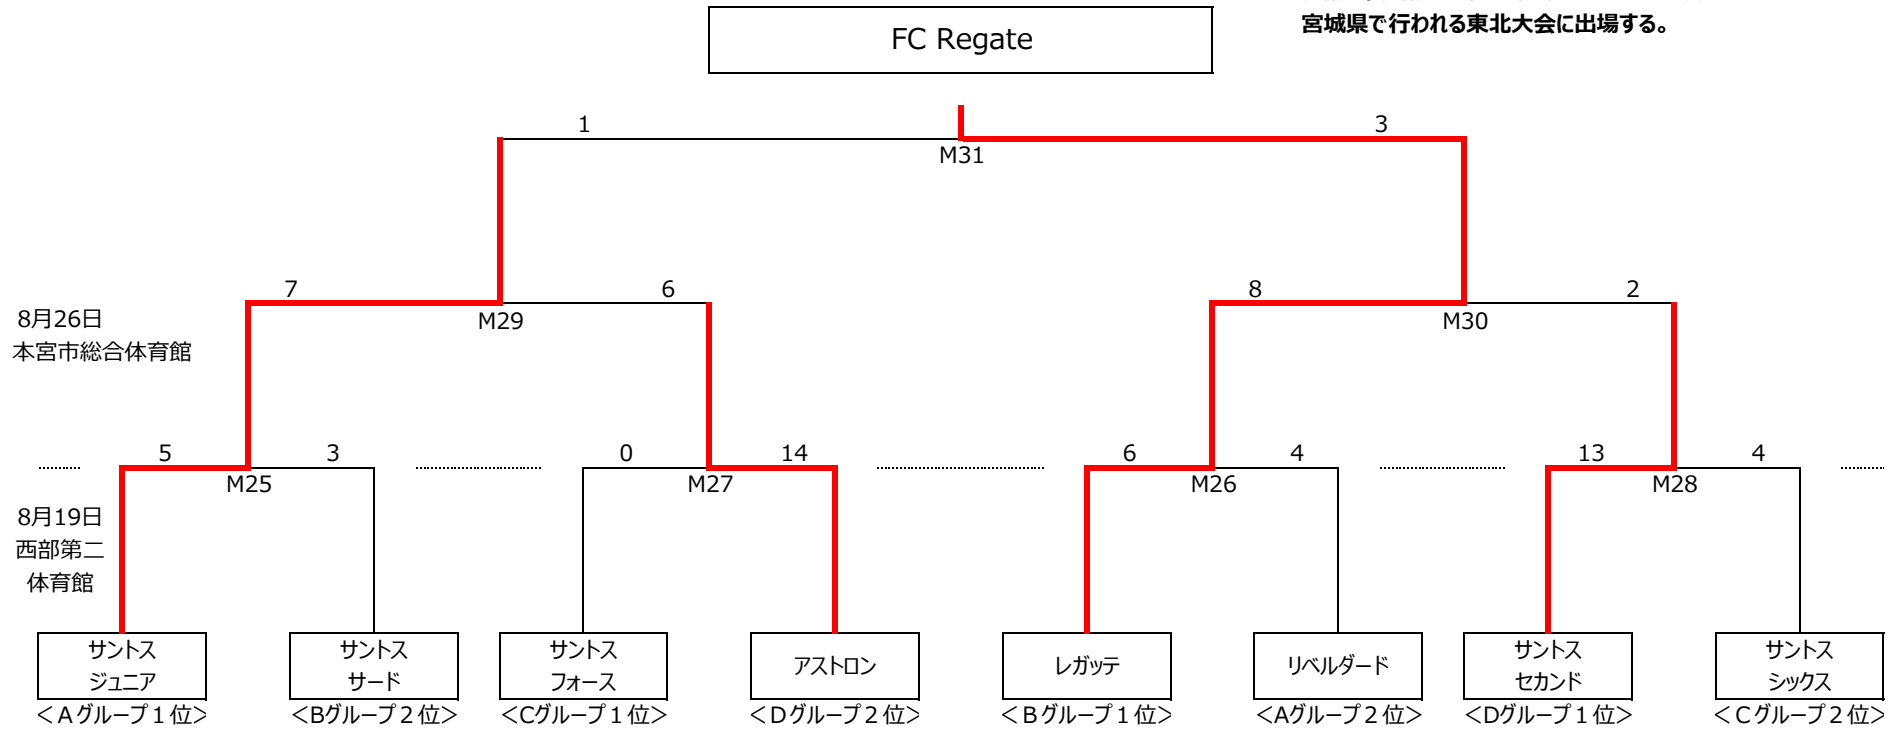 宮城県で行われる東北大会に出場する。
FC Regate
1 3
M31
7 6 8 2
M29 M30
8月26日
本宮市総合体育館
5 3 0 14 6 4 13 4
M25 M27 M26 M28
8月19日
西部第二
体育館
サントス
ジュニア
サントス
サード
サントス
フォース
アストロン
レガッテ
リベルダード
サントス
セカンド
サントス
シックス
＜Aグループ１位＞ ＜Bグループ２位＞ ＜Cグループ１位＞ ＜Dグループ２位＞ ＜Bグループ１位＞ ＜Aグループ２位＞ ＜Dグループ１位＞ ＜Cグループ２位＞